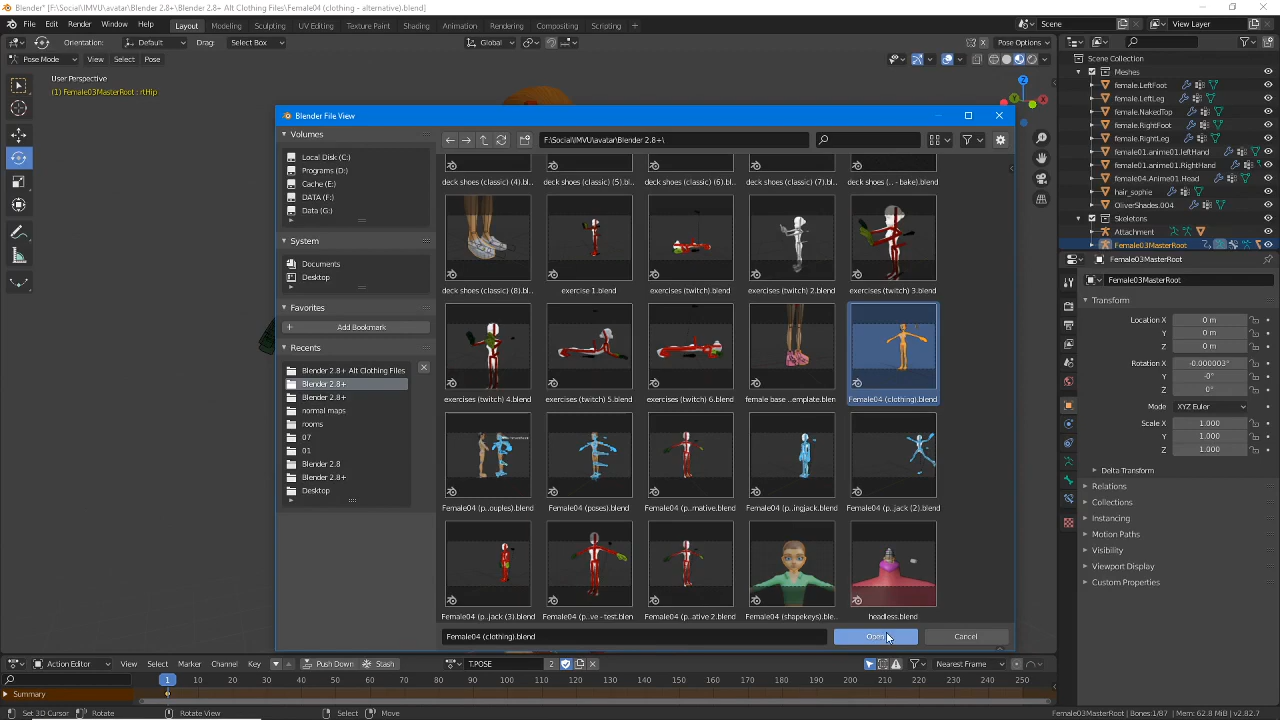 Blender* [F:\Social\IMVU\avatar\Blender 2.8+\Blender 2.8+ Alt Clothing Files\Female04 (clothing - alternative).blend]
File Edit Render Window Help Layout Modeling Sculpting UV Editing Texture Paint Shading Animation Rendering Compositing Scripting + Scene View Layer
Orientation: Default Drag: Select Box Global Pose Options
Pose Mode View Select Pose
User Perspective
(1) Female03MasterRoot : rtHip
Z
Y
X
Blender File View
Volumes
Local Disk (C:)
Programs (D:)
Cache (E:)
DATA (F:)
Data (G:)
System
Documents
Desktop
Favorites
Add Bookmark
Recents
Blender 2.8+ Alt Clothing Files
Blender 2.8+
Blender 2.8+
normal maps
rooms
07
01
Blender 2.8
Blender 2.8+
Desktop
F:\Social\IMVU\avatar\Blender 2.8+\
deck shoes (classic) (4).bl.. deck shoes (classic) (5).bl.. deck shoes (classic) (6).bl.. deck shoes (classic) (7).bl.. deck shoes (.. - bake).blend
deck shoes (classic) (8).bl.. exercise 1.blend exercises (twitch).blend exercises (twitch) 2.blend exercises (twitch) 3.blend
exercises (twitch) 4.blend exercises (twitch) 5.blend exercises (twitch) 6.blend female base ..emplate.blen Female04 (clothing).blend
Female04 (p..ouples).blend Female04 (poses).blend Female04 (p..mative.blend Female04 (p..ingjack.blend Female04 (p..jack (2).blend
Female04 (p..jack (3).blend Female04 (p..ve - test.blen Female04 (p..ative 2.blend Female04 (shapekeys).ble.. headless.blend
Female04 (clothing).blend
Open
Cancel
Scene Collection
Meshes
female.LeftFoot
female.LeftLeg
female.NakedTop
female.RightFoot
female.RightLeg
female01.anime01.leftHand
female01.anime01.RightHand
female04.Anime01.Head
hair_sophie
OliverShades.004
Skeletons
Attachment
Female03MasterRoot
Female03MasterRoot
Female03MasterRoot
Transform
Location X 0 m
Y 0 m
Z 0 m
Rotation X -0.000003°
Y -0°
Z 0°
Mode XYZ Euler
Scale X 1.000
Y 1.000
Z 1.000
Delta Transform
Relations
Collections
Instancing
Motion Paths
Visibility
Viewport Display
Custom Properties
Action Editor View Select Marker Channel Key Push Down Stash T.POSE 2 Nearest Frame
1 10 20 30 40 50 60 70 80 90 100 110 120 130 140 150 160 170 180 190 200 210 220 230 240 250
Summary
Set 3D Cursor Rotate Rotate View Select Move Female03MasterRoot | Bones:1/87 | Mem: 62.8 MiB | v2.82.7